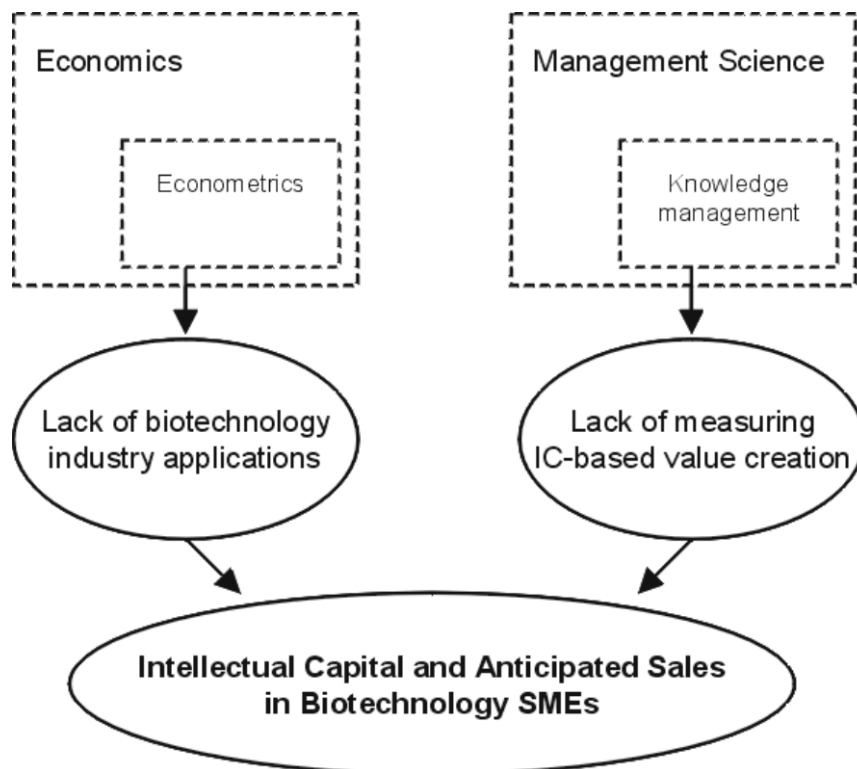 Economics
Econometrics
Management Science
Knowledge
management
Lack of biotechnology
industry applications
Lack of measuring
IC-based value creation
Intellectual Capital and Anticipated Sales
in Biotechnology SMEs